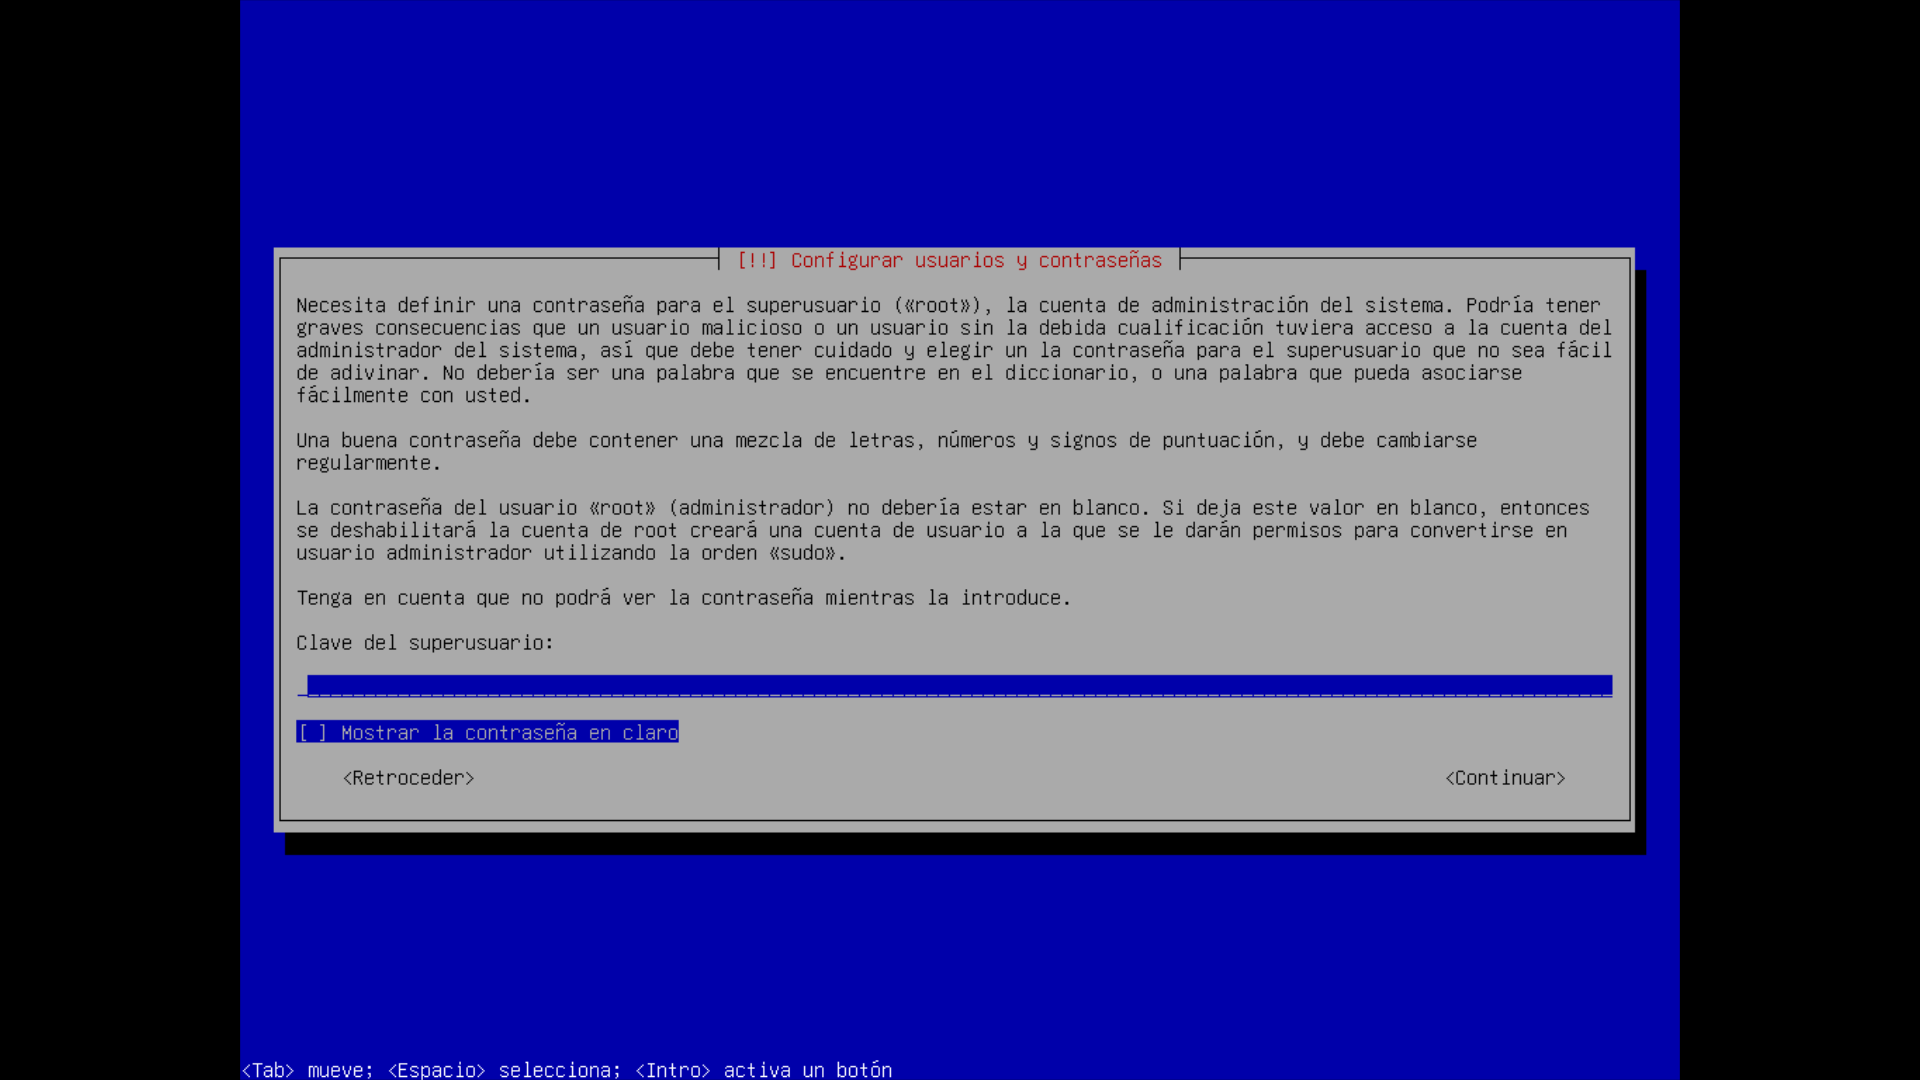 [!!] Configurar usuarios y contraseñas
Necesita definir una contraseña para el superusuario («root»), la cuenta de administración del sistema. Podría tener
graves consecuencias que un usuario malicioso o un usuario sin la debida cualificación tuviera acceso a la cuenta del
administrador del sistema, así que debe tener cuidado y elegir un la contraseña para el superusuario que no sea fácil
de adivinar. No debería ser una palabra que se encuentre en el diccionario, o una palabra que pueda asociarse
fácilmente con usted.
Una buena contraseña debe contener una mezcla de letras, números y signos de puntuación, y debe cambiarse
regularmente.
La contraseña del usuario «root» (administrador) no debería estar en blanco. Si deja este valor en blanco, entonces
se deshabilitará la cuenta de root creará una cuenta de usuario a la que se le darán permisos para convertirse en
usuario administrador utilizando la orden «sudo».
Tenga en cuenta que no podrá ver la contraseña mientras la introduce.
Clave del superusuario:
[ ] Mostrar la contraseña en claro
<Retroceder> <Continuar>
<Tab> mueve; <Espacio> selecciona; <Intro> activa un botón